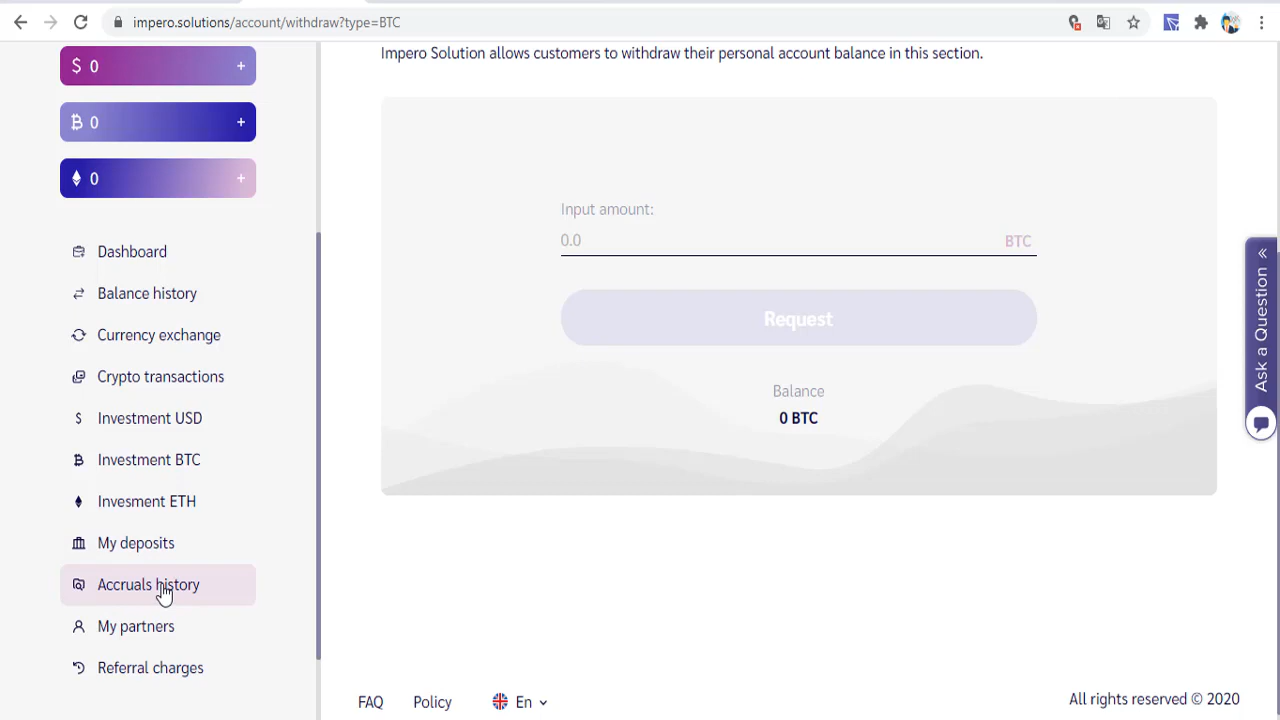 impero.solutions/account/withdraw?type=BTC
$ 0 +
0 +
0 +
Dashboard
Balance history
Currency exchange
Crypto transactions
$ Investment USD
Investment BTC
Invesment ETH
My deposits
Accruals history
My partners
Referral charges
Impero Solution allows customers to withdraw their personal account balance in this section.
Input amount:
0.0 BTC
Request
Balance
0 BTC
Ask a Question «
FAQ Policy En All rights reserved © 2020